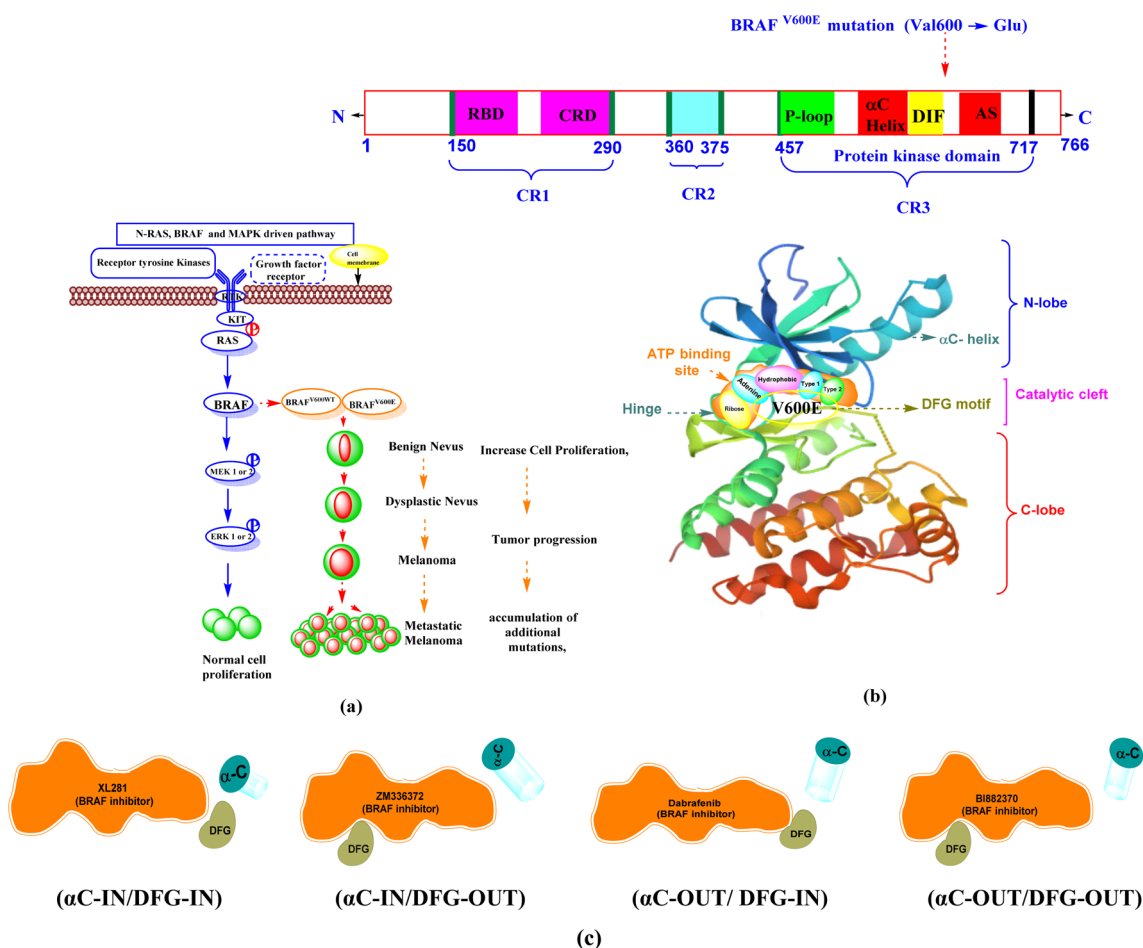 BRAF V600E mutation (Val600 → Glu)
N
RBD
CRD
P-loop
αC
Helix
DIF
AS
C
1
150
290
360
375
457
Protein kinase domain
717
766
CR1
CR2
CR3
N-RAS, BRAF and MAPK driven pathway
Receptor tyrosine Kinases
Growth factor
receptor
Cell
memebrane
RTK
KIT
P
RAS
BRAF
BRAFV600WT
BRAFV600E
P
MEK 1 or 2
P
ERK 1 or 2
Normal cell
proliferation
Benign Nevus
Dysplastic Nevus
Melanoma
Metastatic
Melanoma
Increase Cell Proliferation,
Tumor progression
accumulation of
additional
mutations,
(a)
N-lobe
αC- helix
ATP binding
site
Adenine
Hydrophobic
Type 1
Type 2
Ribose
V600E
Hinge
DFG motif
Catalytic cleft
C-lobe
(b)
XL281
(BRAF inhibitor)
α-C
DFG
(αC-IN/DFG-IN)
ZM336372
(BRAF inhibitor)
α-C
DFG
(αC-IN/DFG-OUT)
Dabrafenib
(BRAF inhibitor)
α-C
DFG
(αC-OUT/ DFG-IN)
BI882370
(BRAF inhibitor)
α-C
DFG
(αC-OUT/DFG-OUT)
(c)